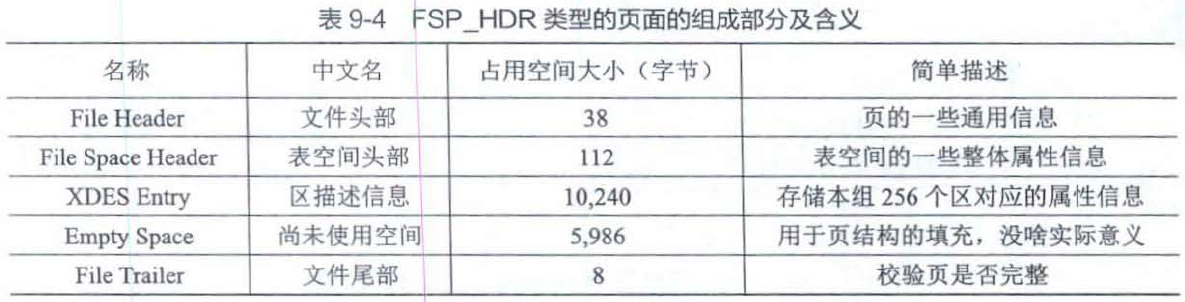 表 9-4 FSP_HDR 类型的页面的组成部分及含义
名称 中文名 占用空间大小（字节） 简单描述
File Header 文件头部 38 页的一些通用信息
File Space Header 表空间头部 112 表空间的一些整体属性信息
XDES Entry 区描述信息 10,240 存储本组 256 个区对应的属性信息
Empty Space 尚未使用空间 5,986 用于页结构的填充，没啥实际意义
File Trailer 文件尾部 8 校验页是否完整